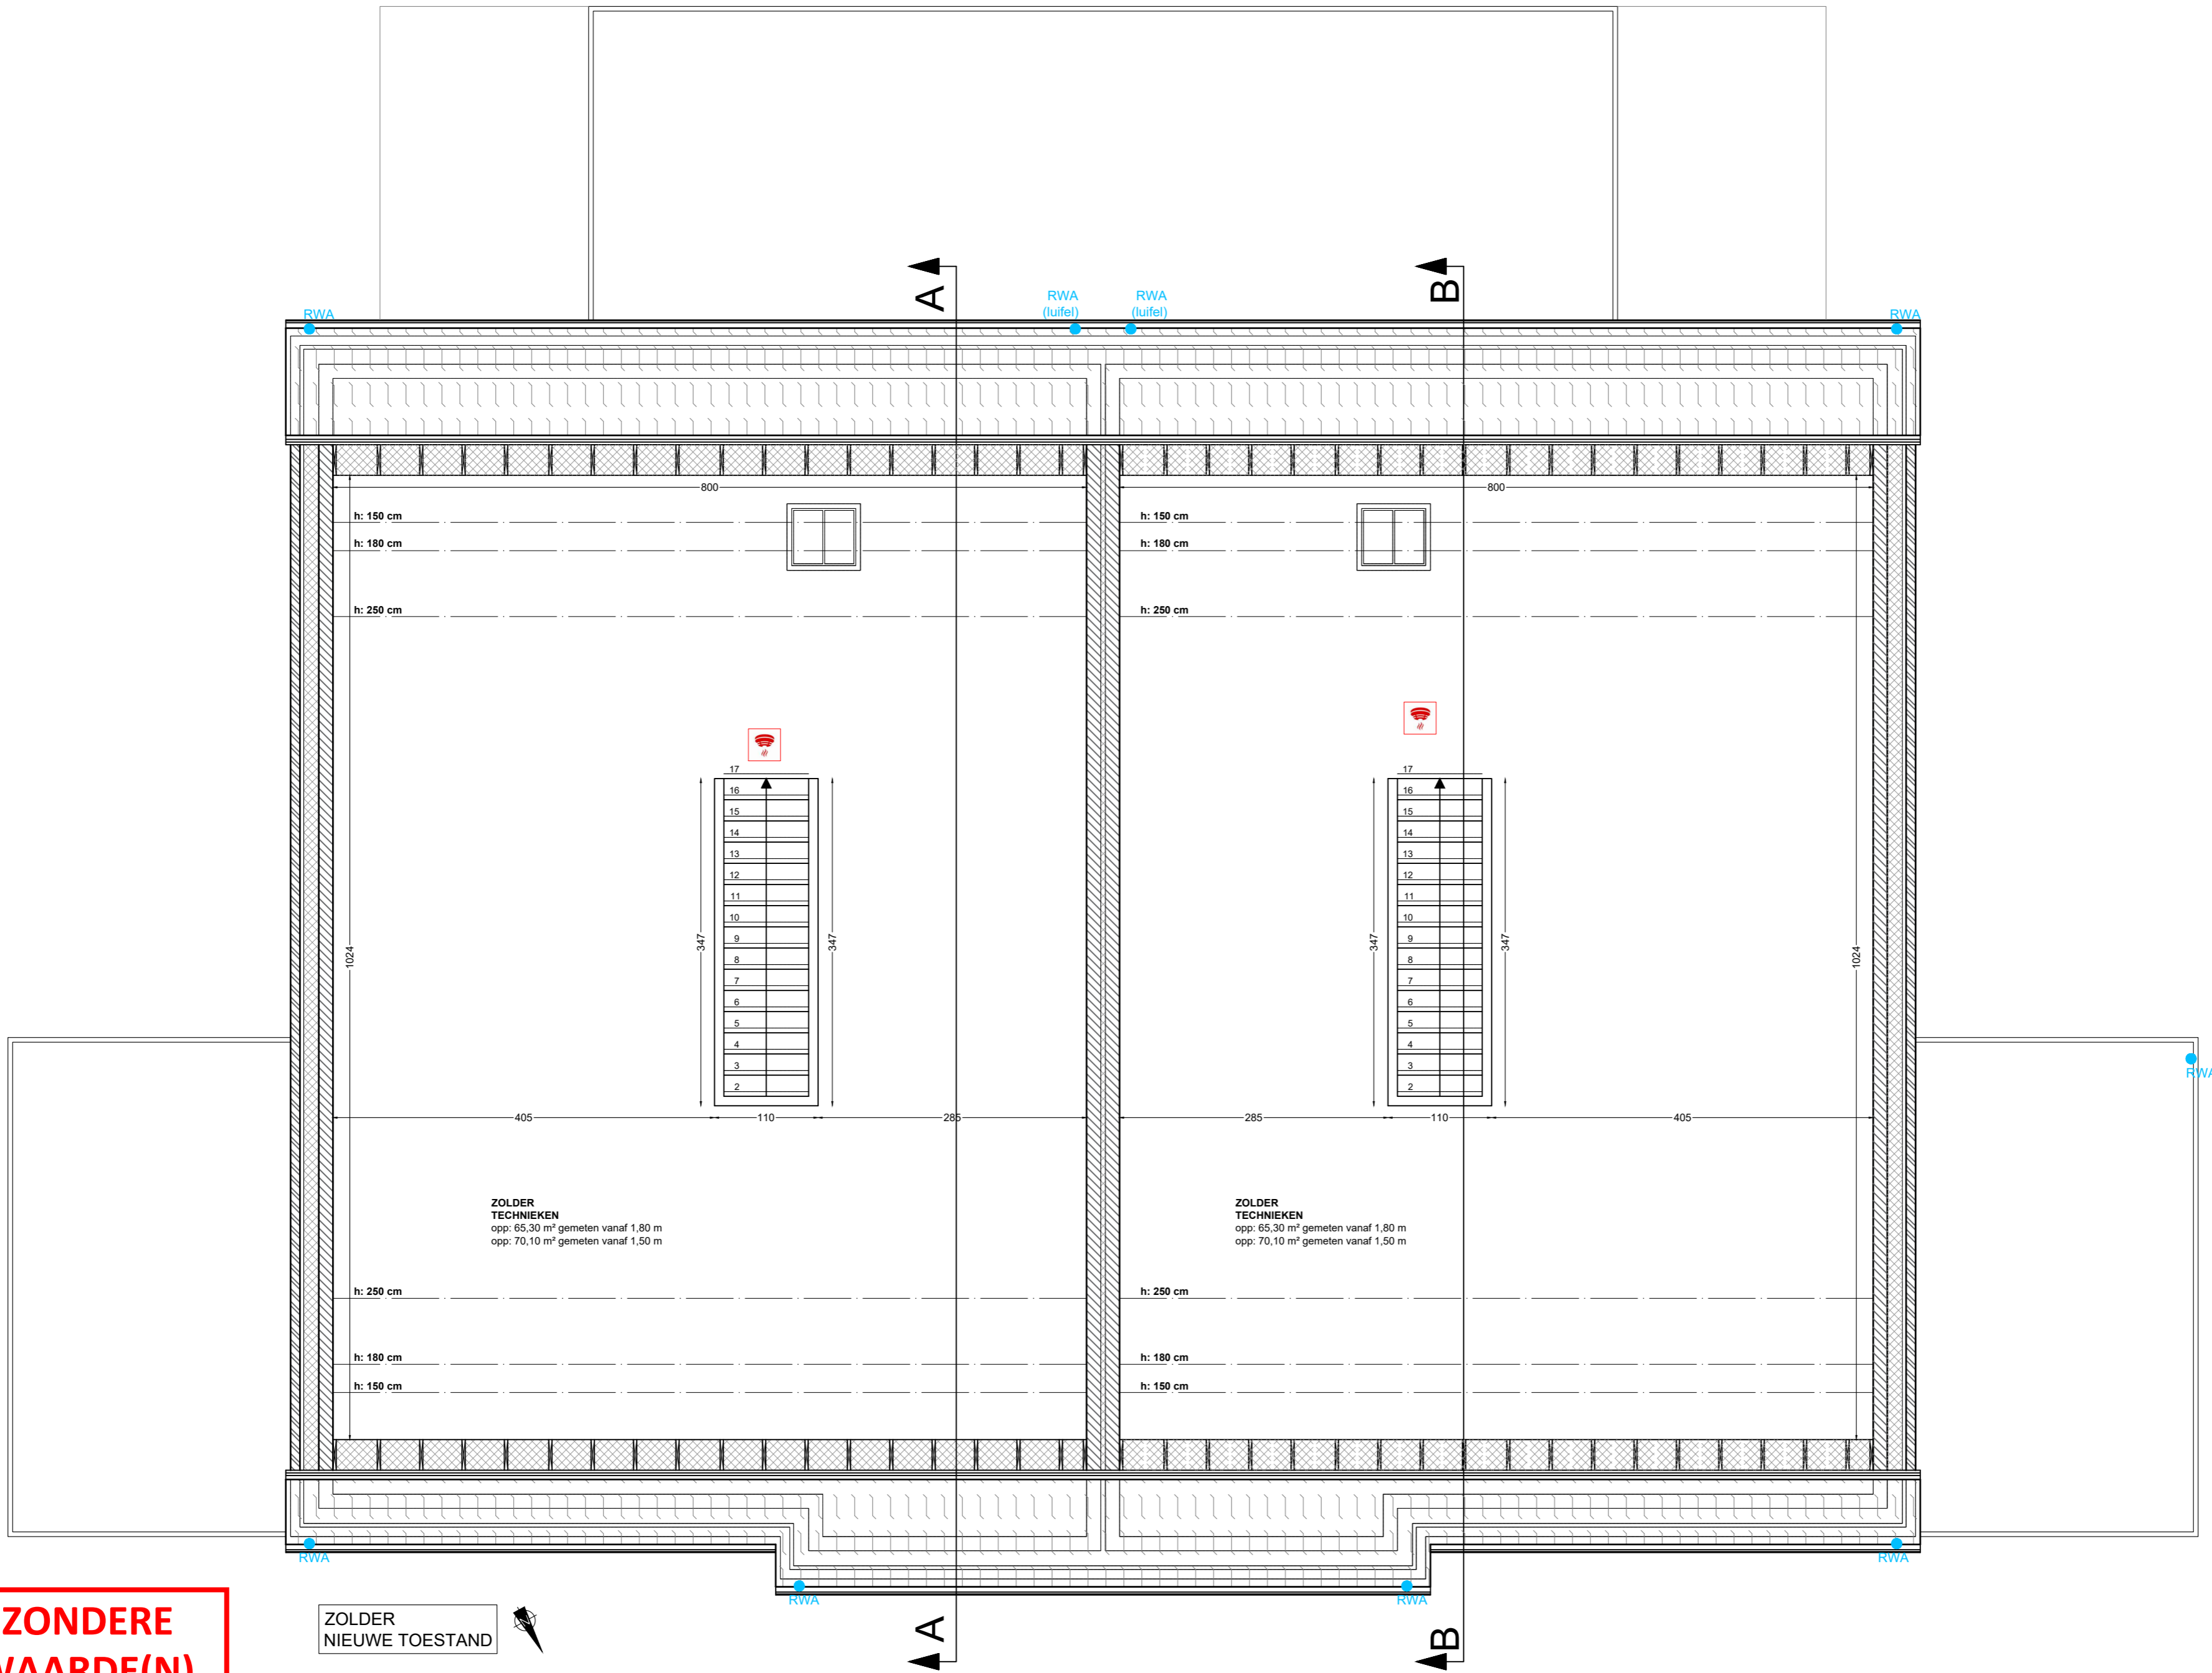 A
B
RWA
RWA
(luifel)
RWA
(luifel)
RWA
800
800
h: 150 cm
h: 150 cm
h: 180 cm
h: 180 cm
h: 250 cm
h: 250 cm
17
16
15
14
13
12
11
10
9
8
7
6
5
4
3
2
347
347
17
16
15
14
13
12
11
10
9
8
7
6
5
4
3
2
347
347
1024
1024
RWA
405
110
285
285
110
405
ZOLDER
TECHNIEKEN
opp: 65,30 m² gemeten vanaf 1,80 m
opp: 70,10 m² gemeten vanaf 1,50 m
ZOLDER
TECHNIEKEN
opp: 65,30 m² gemeten vanaf 1,80 m
opp: 70,10 m² gemeten vanaf 1,50 m
h: 250 cm
h: 250 cm
h: 180 cm
h: 180 cm
h: 150 cm
h: 150 cm
RWA
RWA
RWA
RWA
ZONDERE
WAARDE(N)
ZOLDER
NIEUWE TOESTAND
A
B